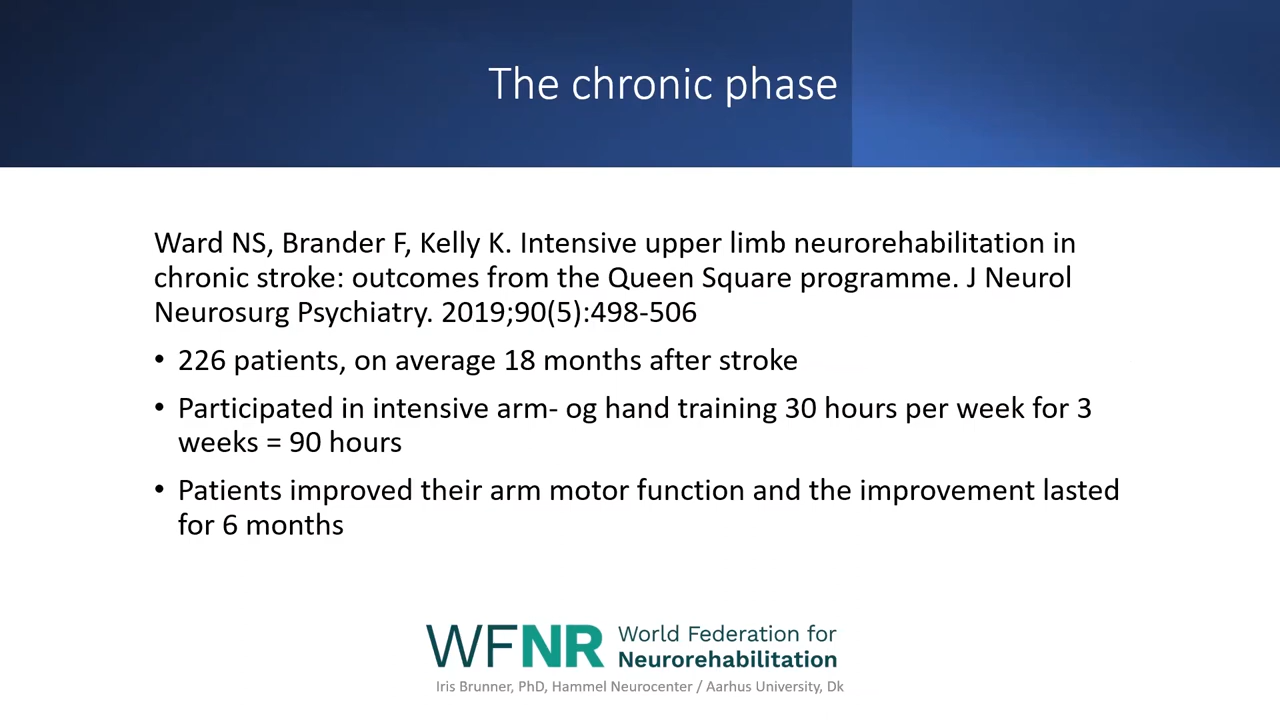 The chronic phase
Ward NS, Brander F, Kelly K. Intensive upper limb neurorehabilitation in
chronic stroke: outcomes from the Queen Square programme. J Neurol
Neurosurg Psychiatry. 2019;90(5):498-506
• 226 patients, on average 18 months after stroke
• Participated in intensive arm- og hand training 30 hours per week for 3
weeks = 90 hours
• Patients improved their arm motor function and the improvement lasted
for 6 months
WFNR World Federation for
Neurorehabilitation
Iris Brunner, PhD, Hammel Neurocenter / Aarhus University, Dk